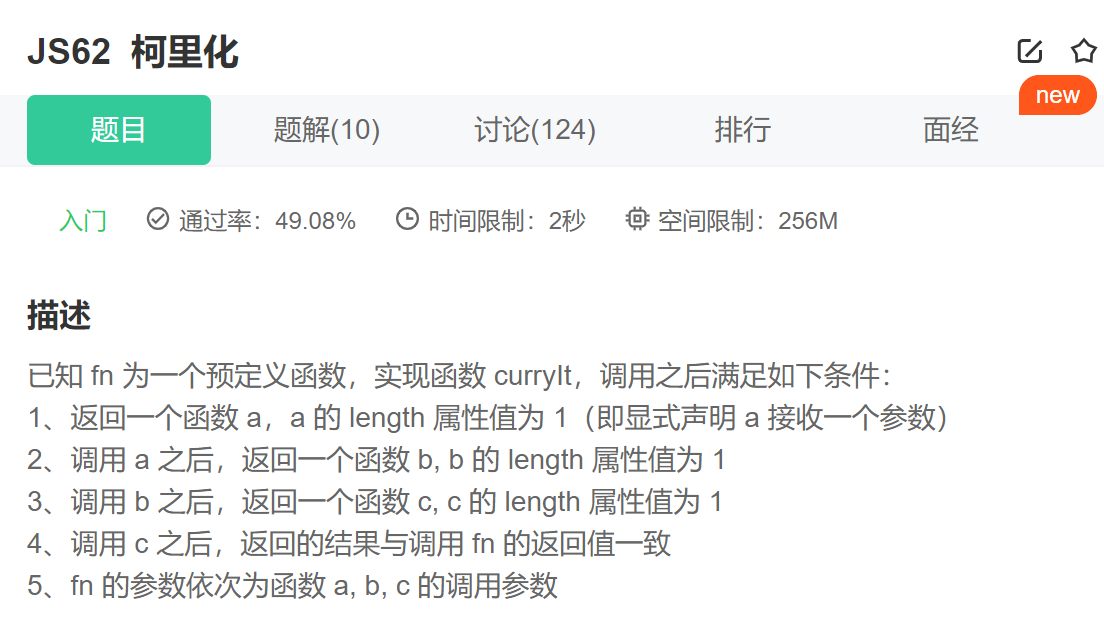 JS62 柯里化
new
题目 题解(10) 讨论(124) 排行 面经
入门 通过率：49.08% 时间限制：2秒 空间限制：256M
描述
已知 fn 为一个预定义函数，实现函数 curryIt，调用之后满足如下条件：
1、返回一个函数 a，a 的 length 属性值为 1（即显式声明 a 接收一个参数）
2、调用 a 之后，返回一个函数 b, b 的 length 属性值为 1
3、调用 b 之后，返回一个函数 c, c 的 length 属性值为 1
4、调用 c 之后，返回的结果与调用 fn 的返回值一致
5、fn 的参数依次为函数 a, b, c 的调用参数